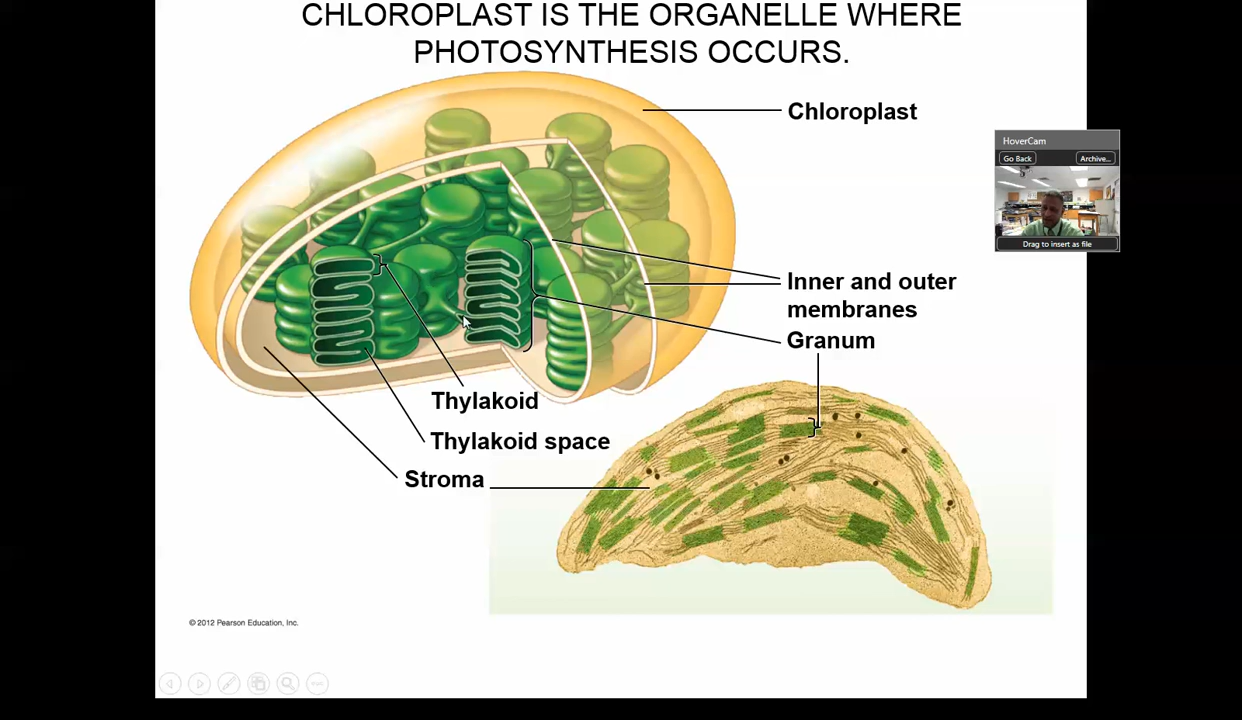 CHLOROPLAST IS THE ORGANELLE WHERE
PHOTOSYNTHESIS OCCURS.
Chloroplast
HoverCam
Go Back
Archive...
Drag to insert as file
Inner and outer
membranes
Granum
Thylakoid
Thylakoid space
Stroma
© 2012 Pearson Education, Inc.